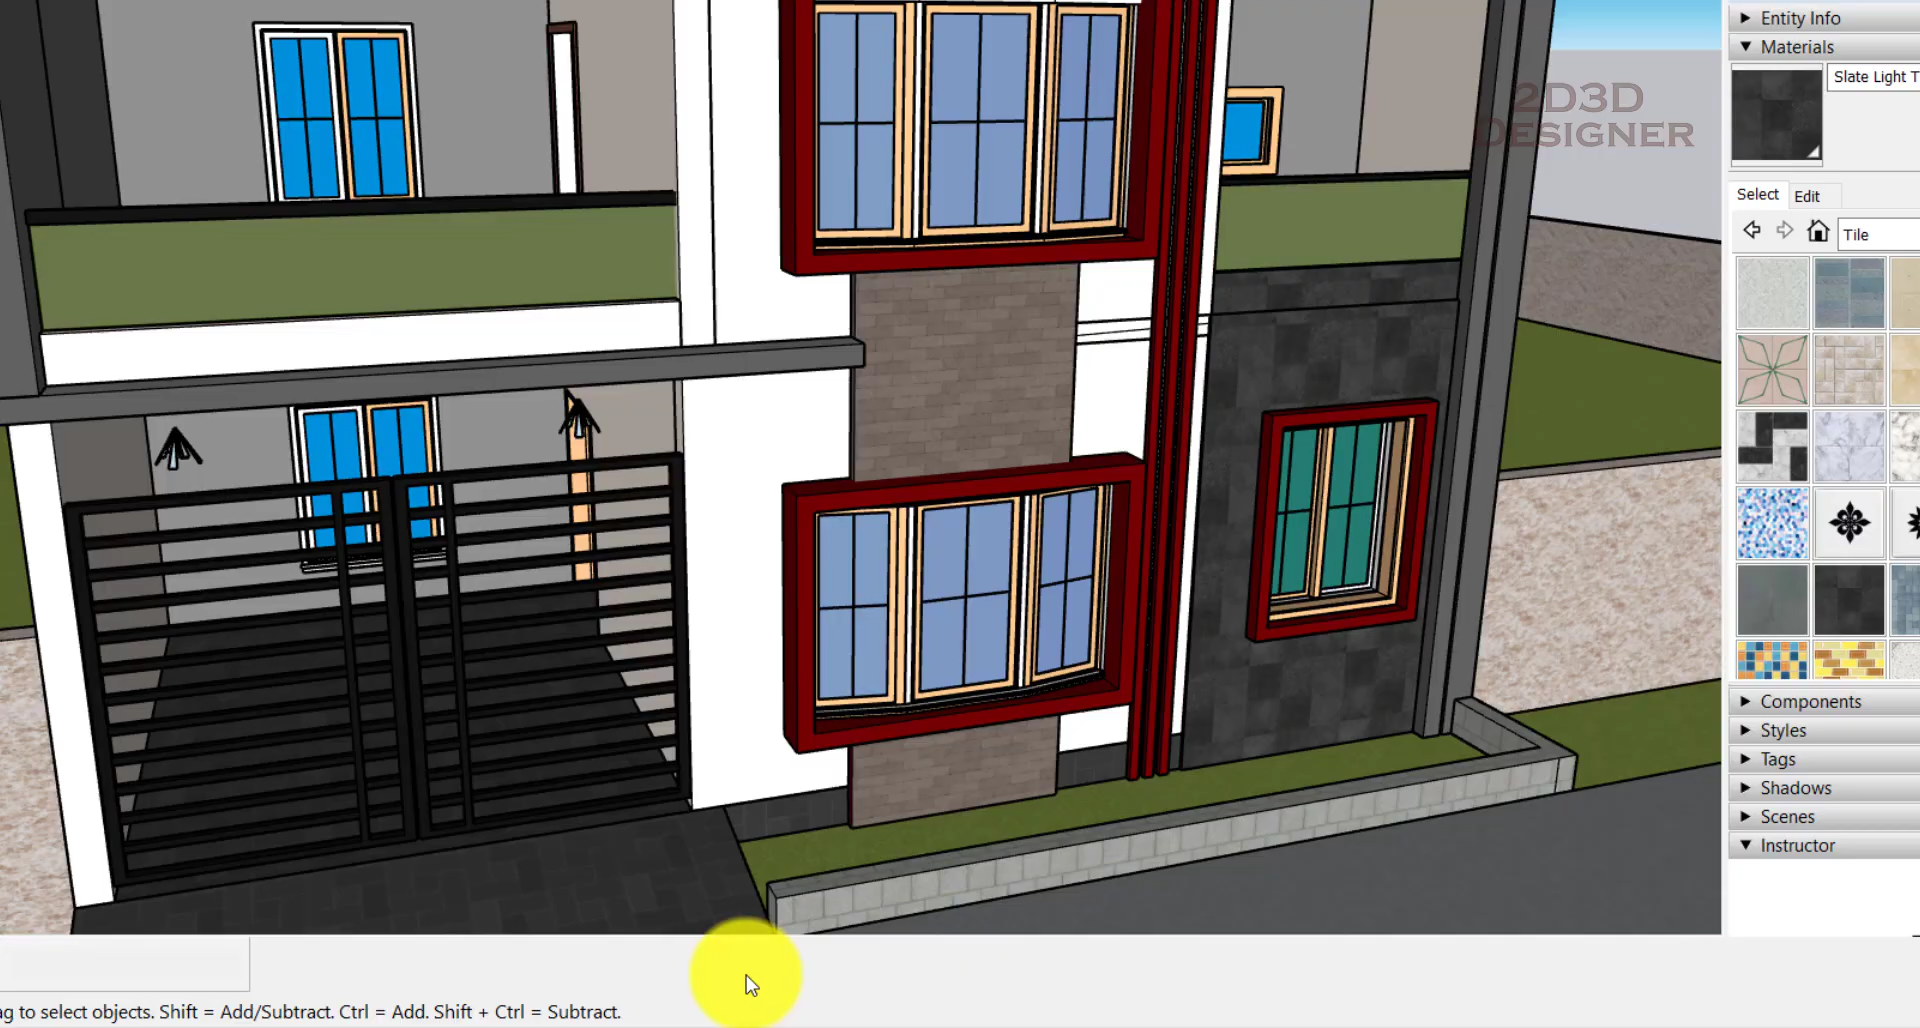 Entity Info
Materials
Slate Light T
2D3D
DESIGNER
Select
Edit
Tile
Components
Styles
Tags
Shadows
Scenes
Instructor
ag to select objects. Shift = Add/Subtract. Ctrl = Add. Shift + Ctrl = Subtract.